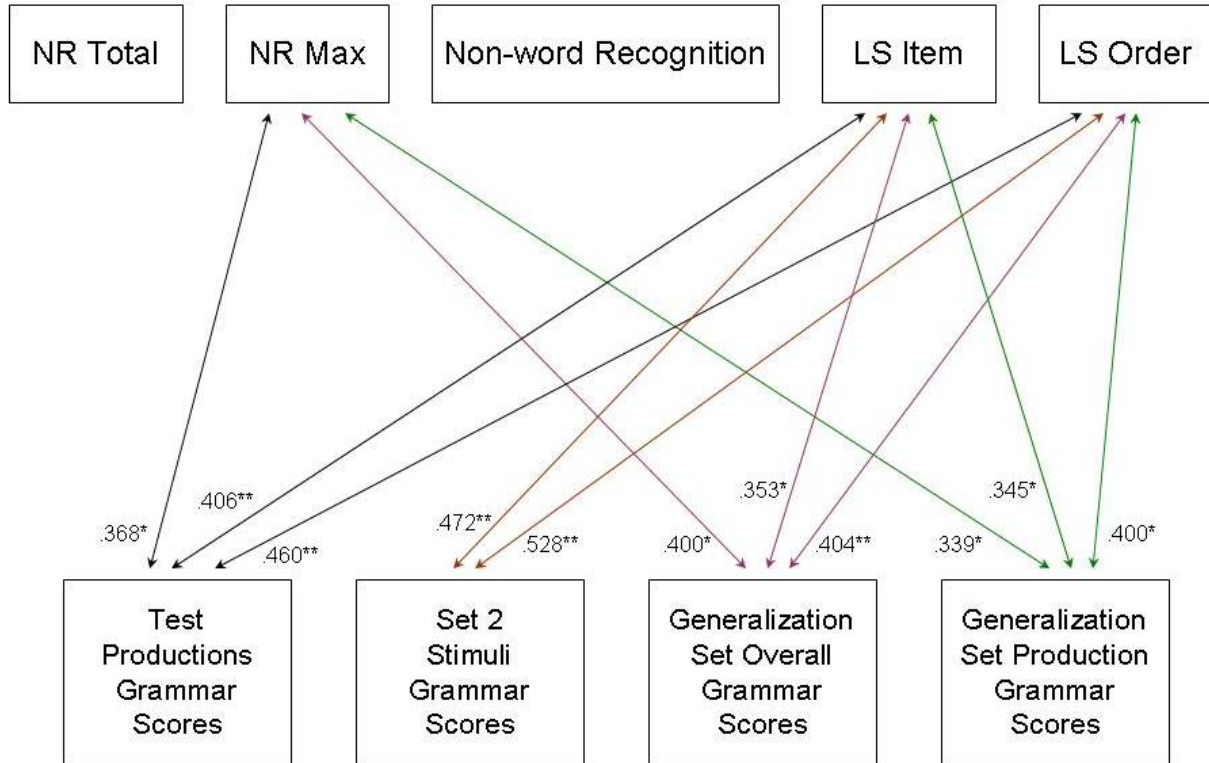 NR Total
NR Max
Non-word Recognition
LS Item
LS Order
.368*
.406**
.460**
.472**
.528**
.400*
.353*
.404**
.339*
.345*
.400*
Test
Productions
Grammar
Scores
Set 2
Stimuli
Grammar
Scores
Generalization
Set Overall
Grammar
Scores
Generalization
Set Production
Grammar
Scores